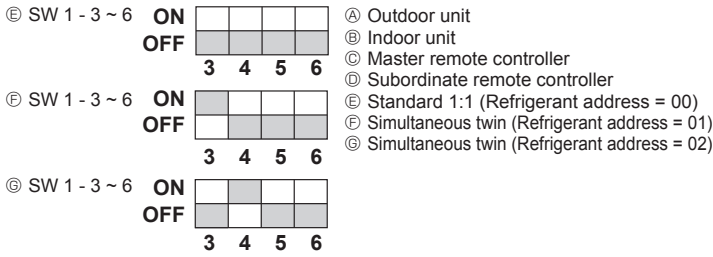 Ⓔ SW 1 - 3 ~ 6 ON
OFF
3 4 5 6
Ⓕ SW 1 - 3 ~ 6 ON
OFF
3 4 5 6
Ⓖ SW 1 - 3 ~ 6 ON
OFF
3 4 5 6
Ⓐ Outdoor unit
Ⓑ Indoor unit
Ⓒ Master remote controller
Ⓓ Subordinate remote controller
Ⓔ Standard 1:1 (Refrigerant address = 00)
Ⓕ Simultaneous twin (Refrigerant address = 01)
Ⓖ Simultaneous twin (Refrigerant address = 02)